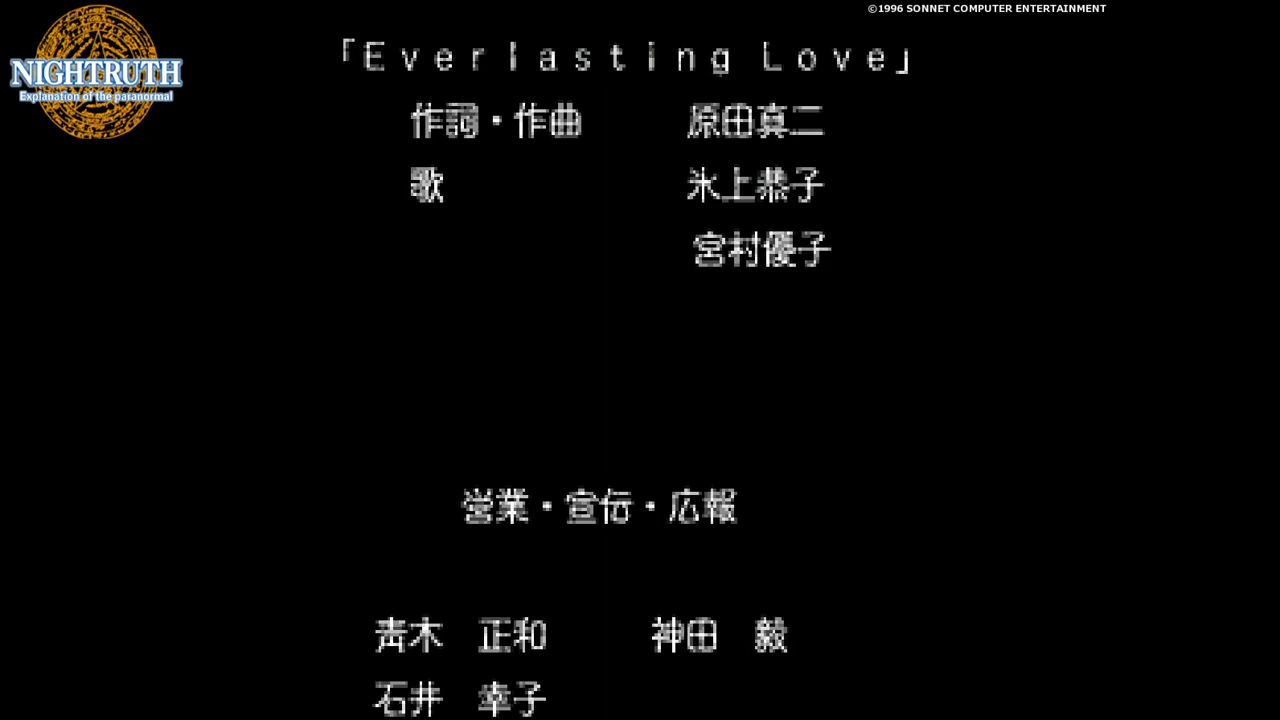 ©1996 SONNET COMPUTER ENTERTAINMENT
NIGHTRUTH
Explanation of the paranormal
「Everlasting Love」
作詞・作曲 原田真二
歌 氷上恭子
宮村優子
営業・宣伝・広報
青木 正和 神田 毅
石井 幸子